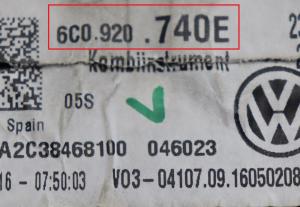 6C0.920 .740E
Kombiinstrument
05S
Spain
A2C38468100 046023
16 - 07:50:03 V03-04107.09.16050208